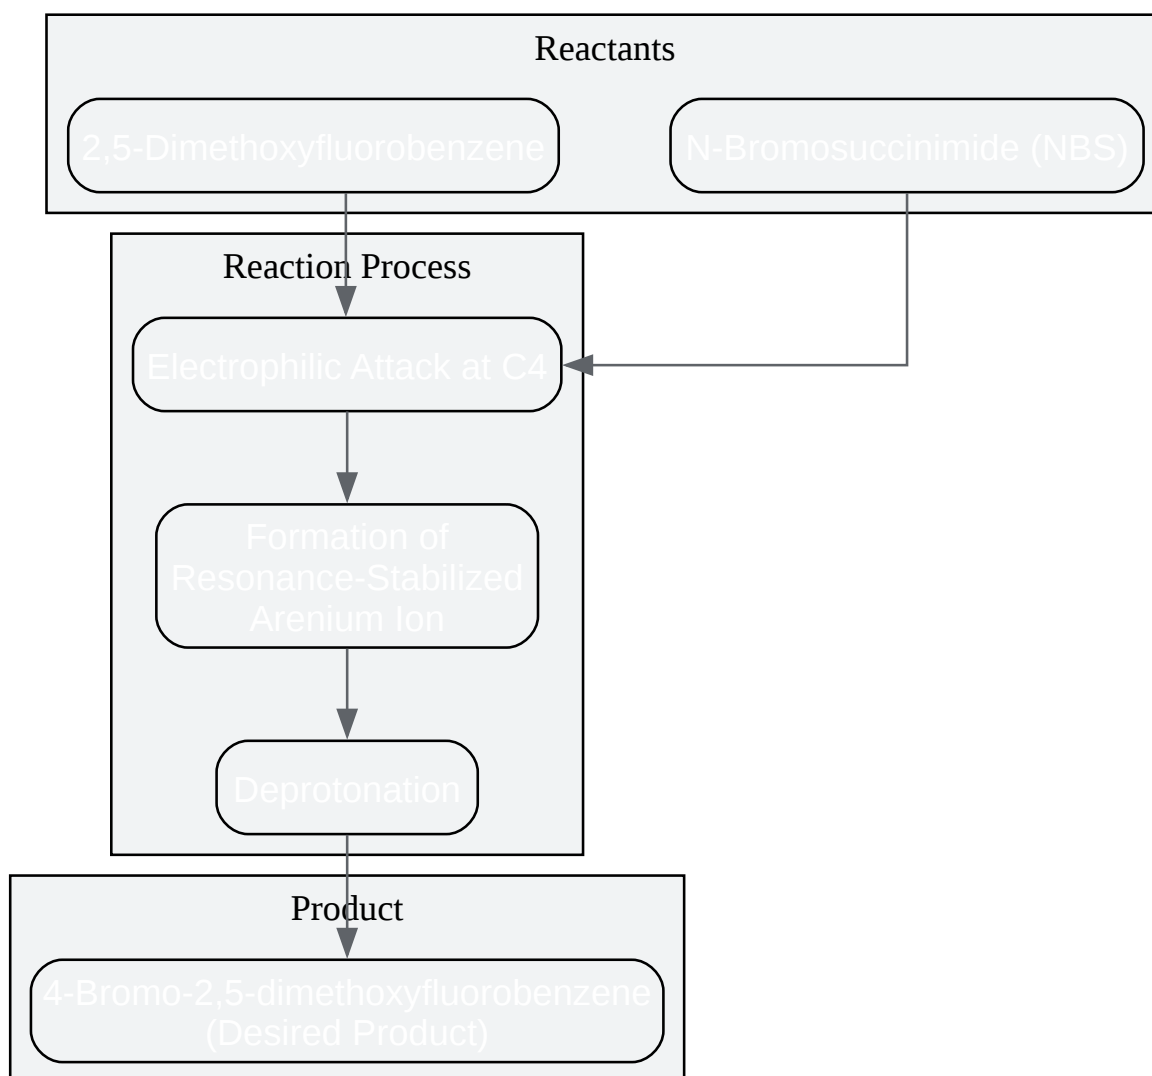 Reactants
2,5-Dimethoxyfluorobenzene
N-Bromosuccinimide (NBS)
Reaction Process
Electrophilic Attack at C4
Formation of
Resonance-Stabilized
Arenium Ion
Deprotonation
Product
4-Bromo-2,5-dimethoxyfluorobenzene
(Desired Product)